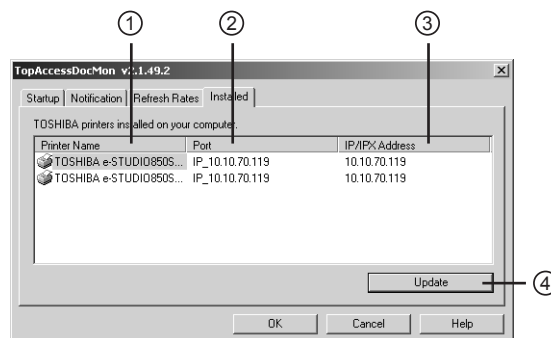 ① ② ③
TopAccessDocMon v2.1.49.2
Startup Notification Refresh Rates Installed
TOSHIBA printers installed on your computer.
Printer Name Port IP/IPX Address
TOSHIBA e-STUDIO850S... IP_10.10.70.119 10.10.70.119
TOSHIBA e-STUDIO850S... IP_10.10.70.119 10.10.70.119
Update ④
OK Cancel Help